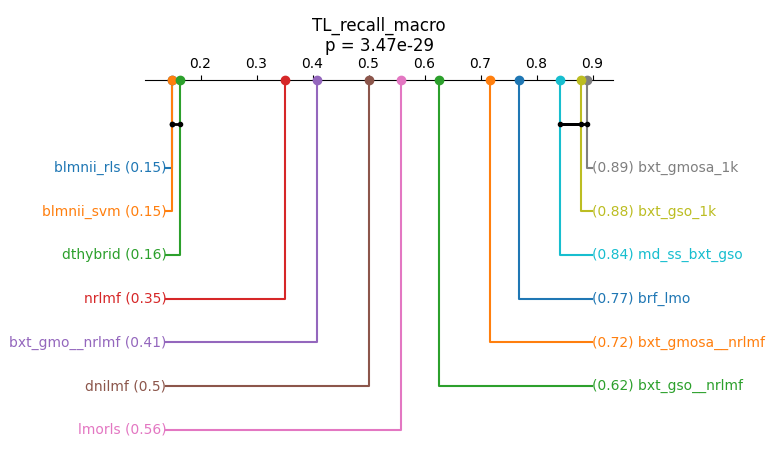 TL_recall_macro
p = 3.47e-29
0.2 0.3 0.4 0.5 0.6 0.7 0.8 0.9
blmnii_rls (0.15) (0.89) bxt_gmosa_1k
blmnii_svm (0.15) (0.88) bxt_gso_1k
dthybrid (0.16) (0.84) md_ss_bxt_gso
nrlmf (0.35) (0.77) brf_lmo
bxt_gmo__nrlmf (0.41) (0.72) bxt_gmosa__nrlmf
dnilmf (0.5) (0.62) bxt_gso__nrlmf
lmorls (0.56)